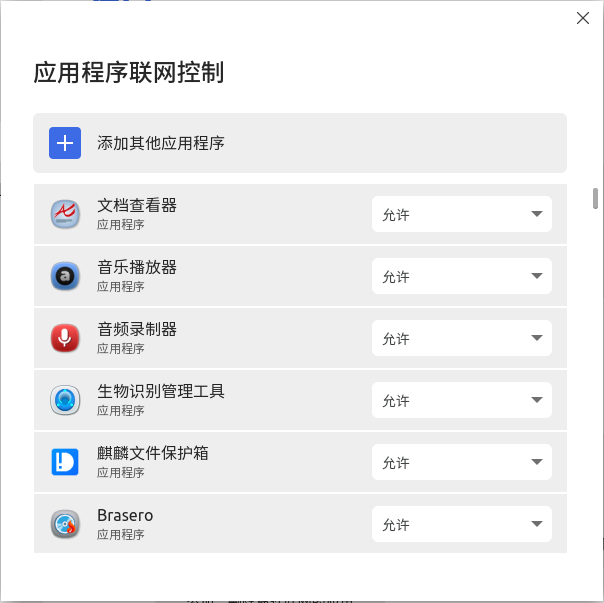 应用程序联网控制
添加其他应用程序
文档查看器
应用程序
允许
音乐播放器
应用程序
允许
音频录制器
应用程序
允许
生物识别管理工具
应用程序
允许
麒麟文件保护箱
应用程序
允许
Brasero
应用程序
允许